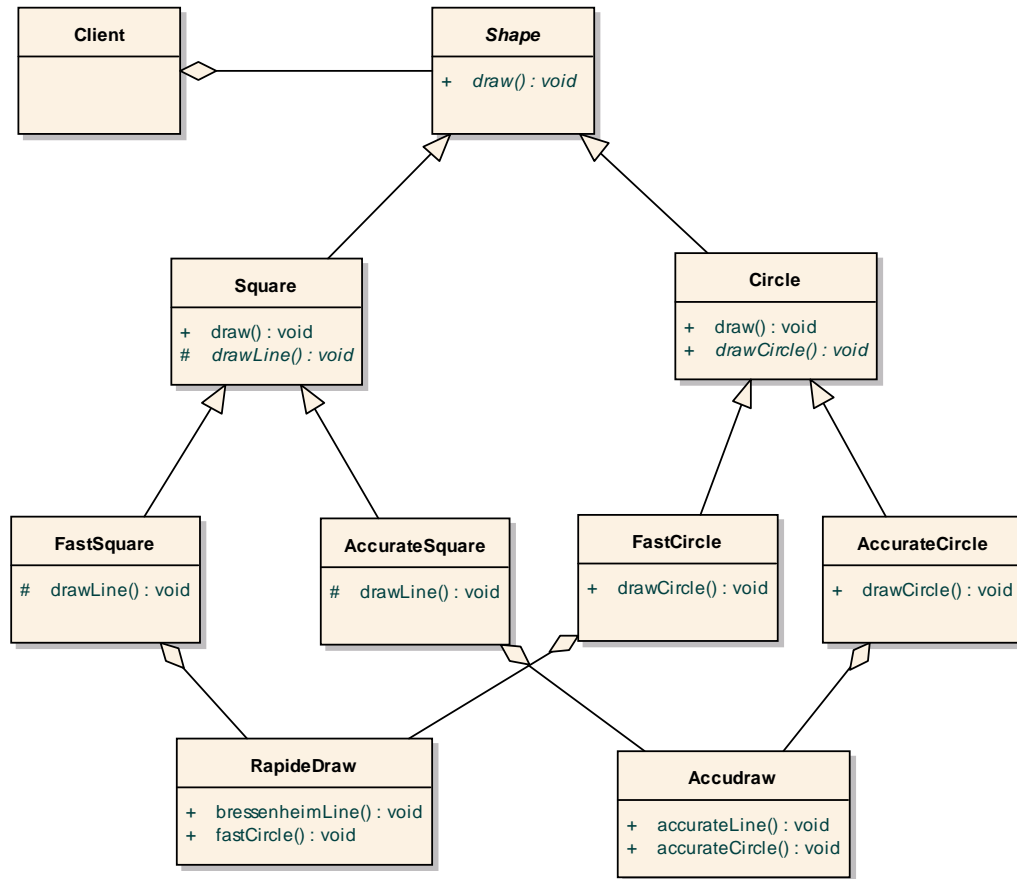 Client
Shape
+ draw() : void
Square
+ draw() : void
# drawLine() : void
Circle
+ draw() : void
+ drawCircle() : void
FastSquare
# drawLine() : void
AccurateSquare
# drawLine() : void
FastCircle
+ drawCircle() : void
AccurateCircle
+ drawCircle() : void
RapideDraw
+ bressenheimLine() : void
+ fastCircle() : void
Accudraw
+ accurateLine() : void
+ accurateCircle() : void